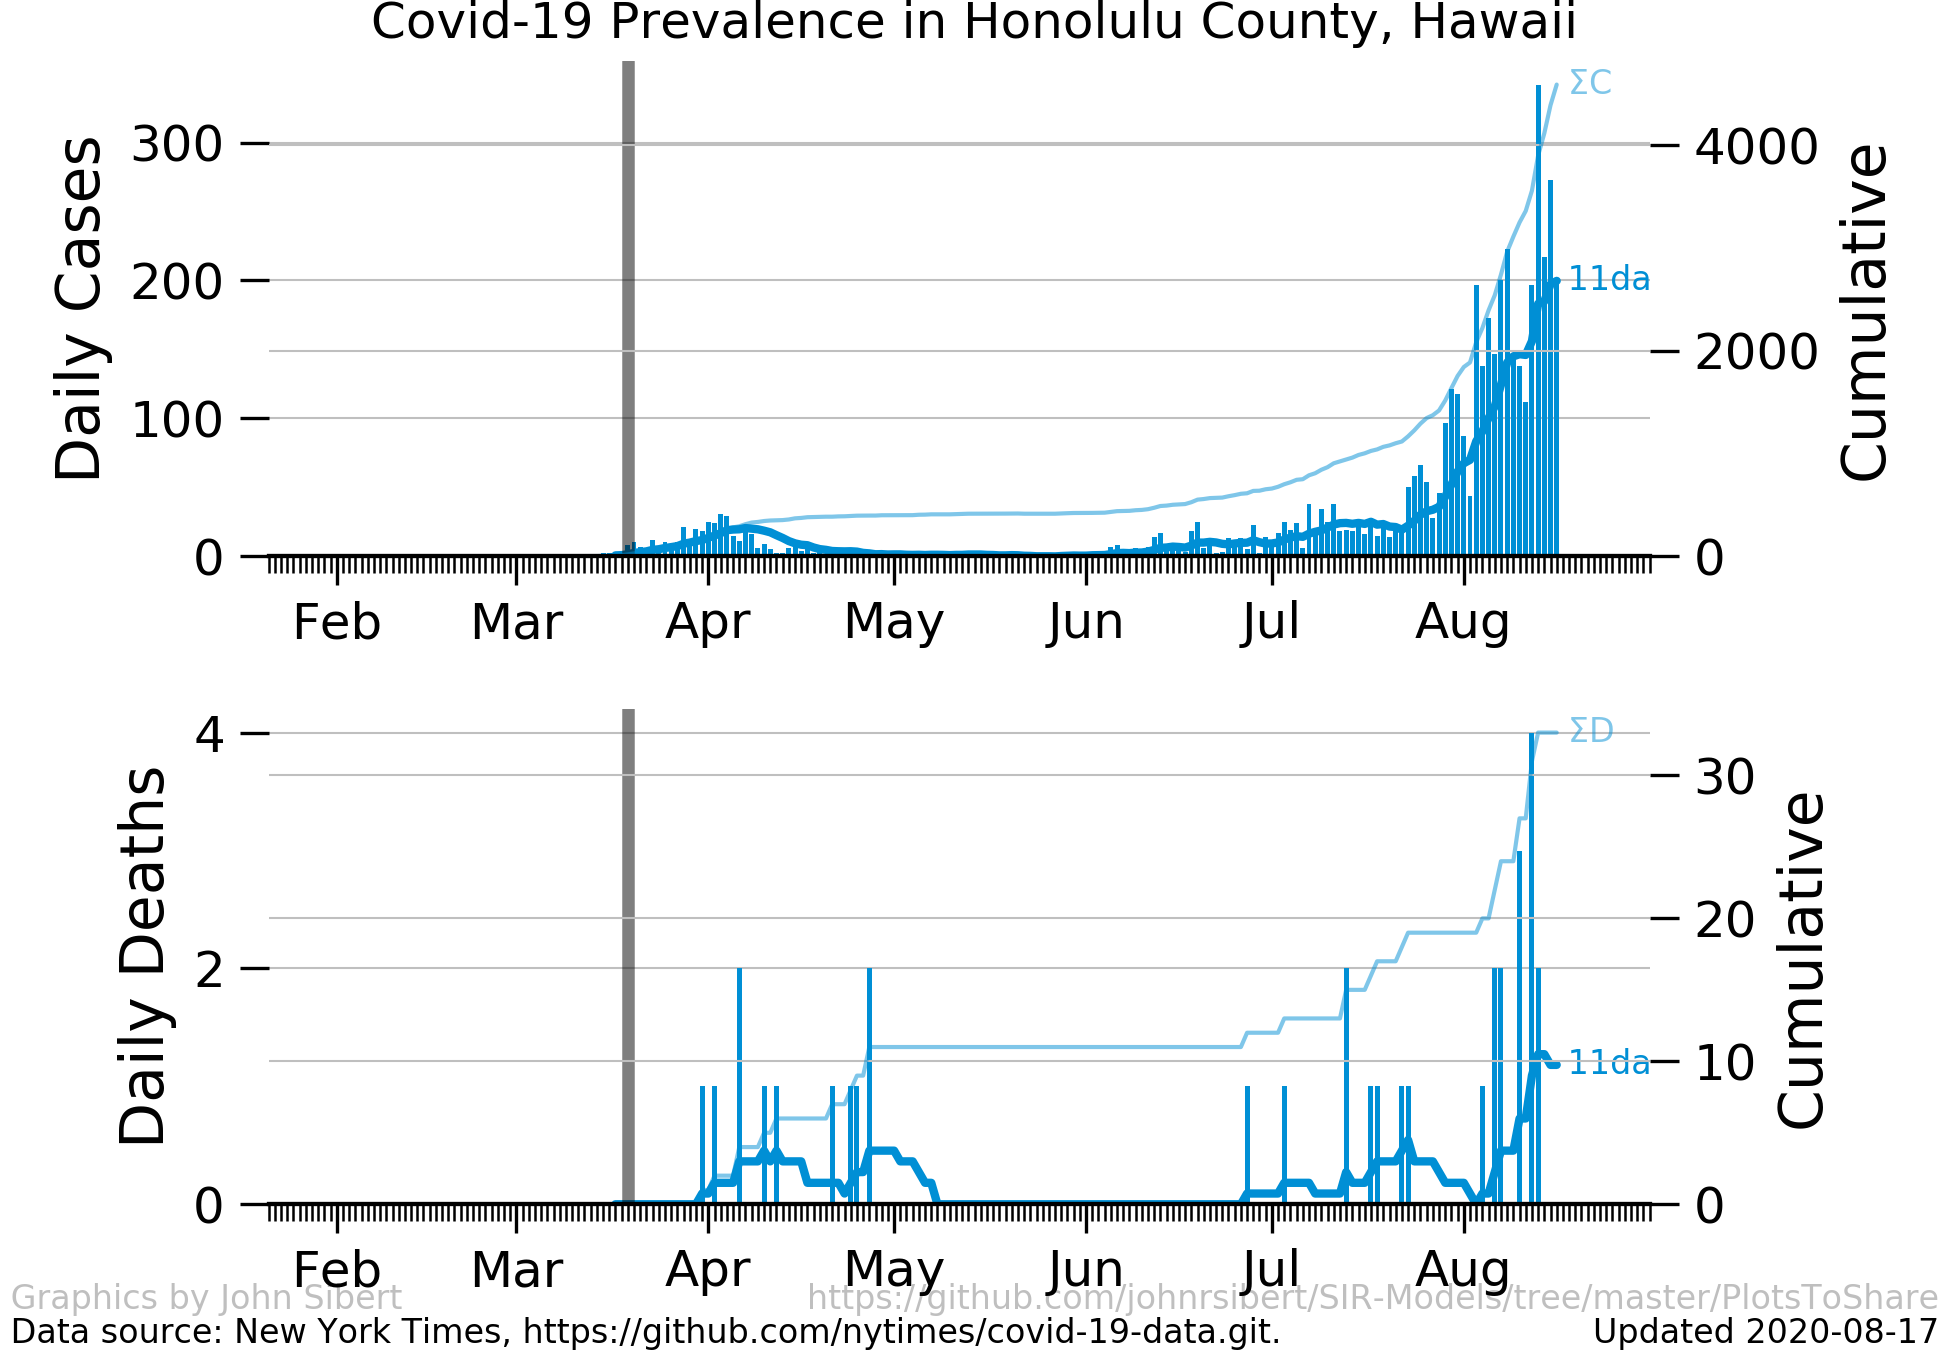 Covid-19 Prevalence in Honolulu County, Hawaii
Daily Cases
300
200
100
0
ΣC
11da
4000
2000
0
Cumulative
Feb Mar Apr May Jun Jul Aug
Daily Deaths
4
2
0
ΣD
11da
30
20
10
0
Cumulative
Feb Mar Apr May Jun Jul Aug
Graphics by John Sibert https://github.com/johnrsibert/SIR-Models/tree/master/PlotsToShare
Data source: New York Times, https://github.com/nytimes/covid-19-data.git. Updated 2020-08-17